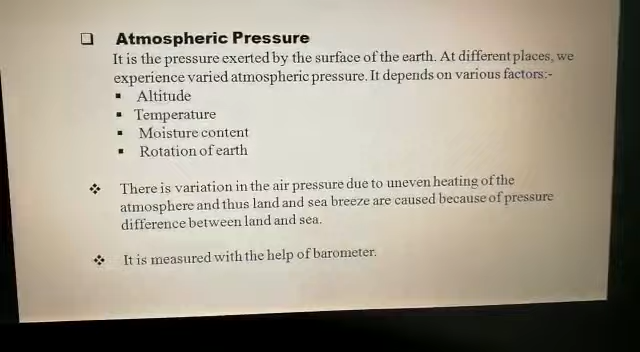 Atmospheric Pressure
It is the pressure exerted by the surface of the earth. At different places, we
experience varied atmospheric pressure. It depends on various factors:-
Altitude
Temperature
Moisture content
Rotation of earth
There is variation in the air pressure due to uneven heating of the
atmosphere and thus land and sea breeze are caused because of pressure
difference between land and sea.
It is measured with the help of barometer.